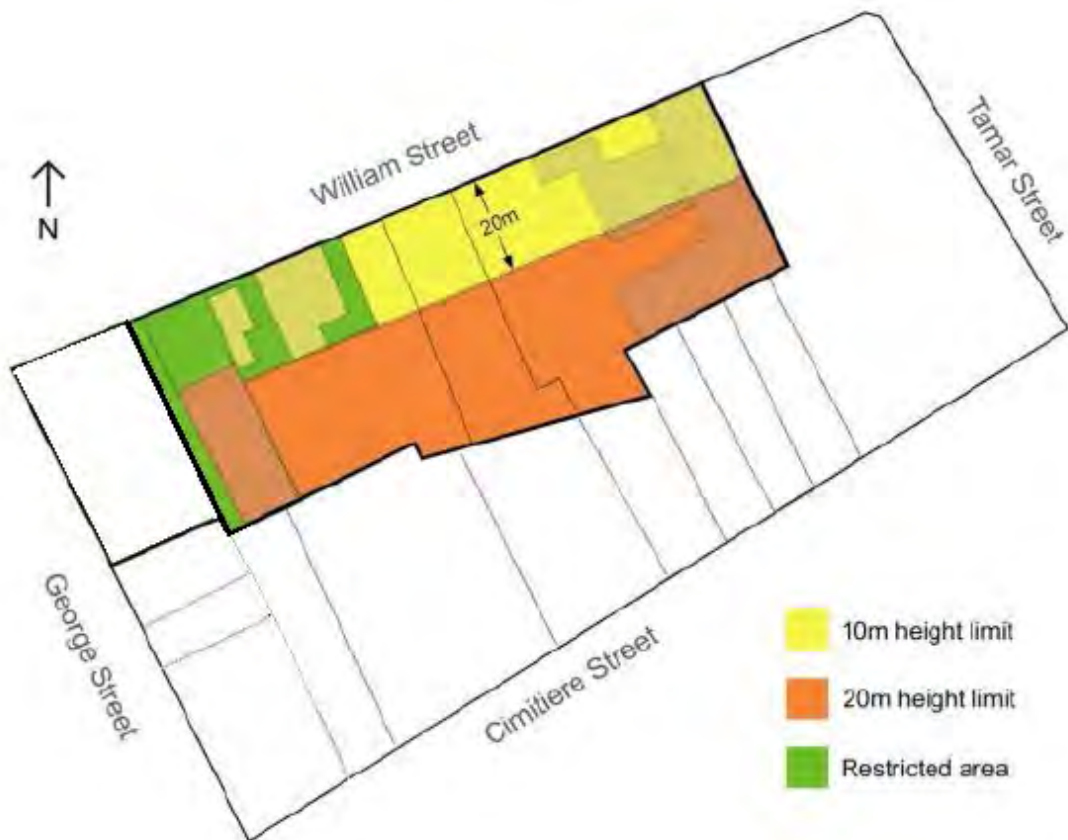 William Street
Tamar Street
N
20m
George Street
Cimitiere Street
10m height limit
20m height limit
Restricted area